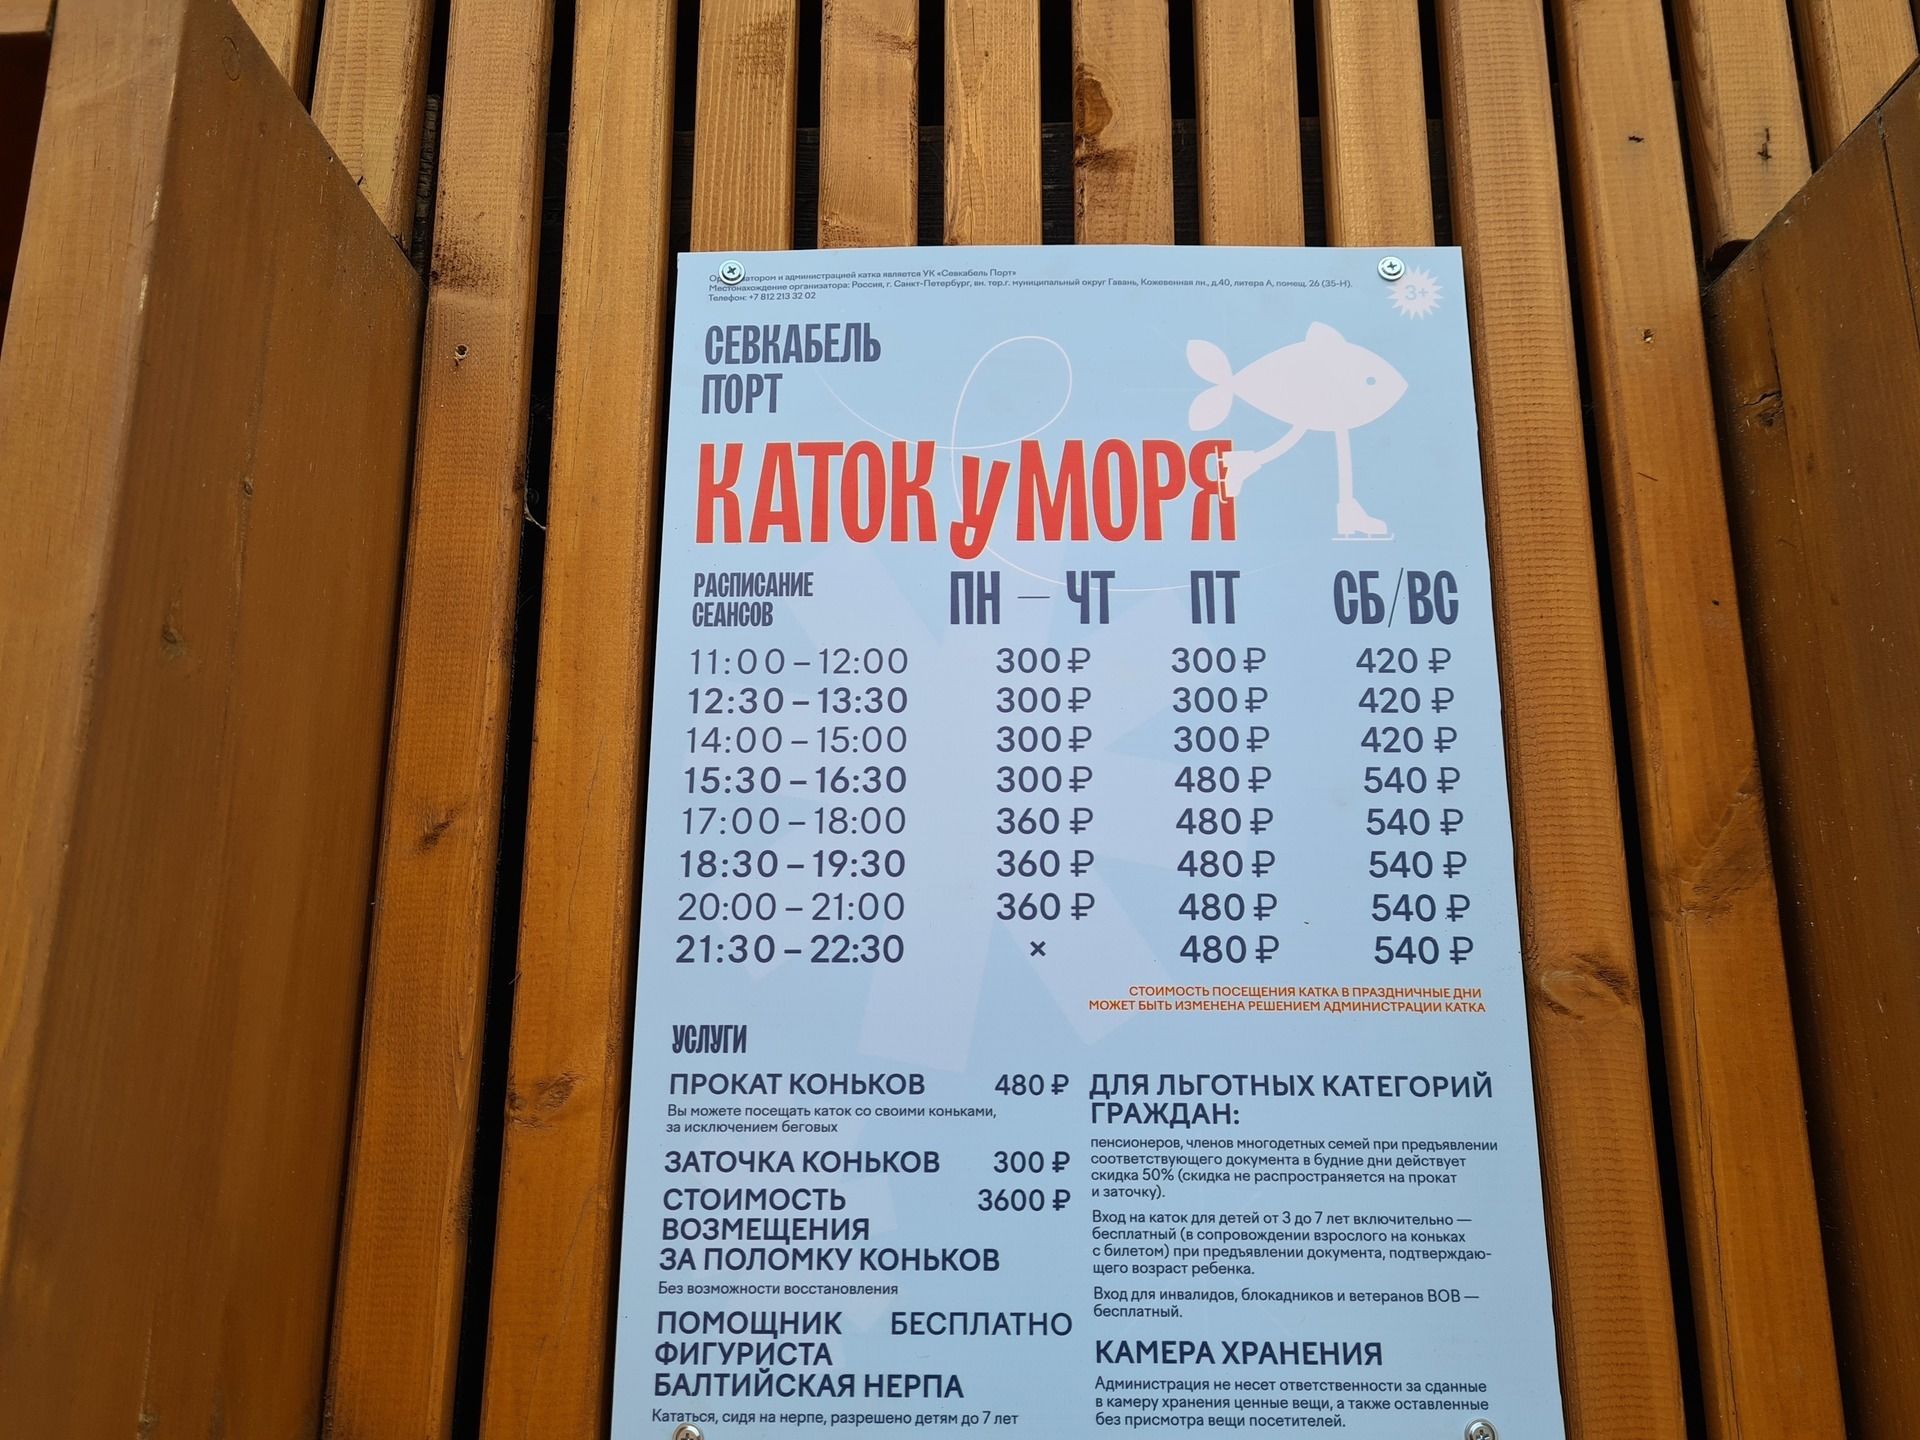 Местонахождение организатора: Россия, г. Санкт-Петербург, вн. тер.г. муниципальный округ Гавань, Кожевенная лн., д.40, литера А, помещ. 26 (35-Н).
атором и администрацией катка является УК «Севкабель Порт»
Телефон: +7 812 213 32 02
3+
СЕВКАБЕЛЬ
ПОРТ
КАТОК у МОРЯ
РАСПИСАНИЕ
СЕАНСОВ
ПН — ЧТ ПТ СБ/ВС
11:00 – 12:00 300 ₽ 300 ₽ 420 ₽
12:30 – 13:30 300 ₽ 300 ₽ 420 ₽
14:00 – 15:00 300 ₽ 300 ₽ 420 ₽
15:30 – 16:30 300 ₽ 480 ₽ 540 ₽
17:00 – 18:00 360 ₽ 480 ₽ 540 ₽
18:30 – 19:30 360 ₽ 480 ₽ 540 ₽
20:00 – 21:00 360 ₽ 480 ₽ 540 ₽
21:30 – 22:30 × 480 ₽ 540 ₽
СТОИМОСТЬ ПОСЕЩЕНИЯ КАТКА В ПРАЗДНИЧНЫЕ ДНИ
МОЖЕТ БЫТЬ ИЗМЕНЕНА РЕШЕНИЕМ АДМИНИСТРАЦИИ КАТКА
УСЛУГИ
ПРОКАТ КОНЬКОВ 480 ₽
Вы можете посещать каток со своими коньками,
за исключением беговых
ЗАТОЧКА КОНЬКОВ 300 ₽
СТОИМОСТЬ 3600 ₽
ВОЗМЕЩЕНИЯ
ЗА ПОЛОМКУ КОНЬКОВ
Без возможности восстановления
ПОМОЩНИК БЕСПЛАТНО
ФИГУРИСТА
БАЛТИЙСКАЯ НЕРПА
Кататься, сидя на нерпе, разрешено детям до 7 лет
ДЛЯ ЛЬГОТНЫХ КАТЕГОРИЙ
ГРАЖДАН:
пенсионеров, членов многодетных семей при предъявлении
соответствующего документа в будние дни действует
скидка 50% (скидка не распространяется на прокат
и заточку).
Вход на каток для детей от 3 до 7 лет включительно —
бесплатный (в сопровождении взрослого на коньках
с билетом) при предъявлении документа, подтверждаю-
щего возраст ребенка.
Вход для инвалидов, блокадников и ветеранов ВОВ —
бесплатный.
КАМЕРА ХРАНЕНИЯ
Администрация не несет ответственности за сданные
в камеру хранения ценные вещи, а также оставленные
без присмотра вещи посетителей.